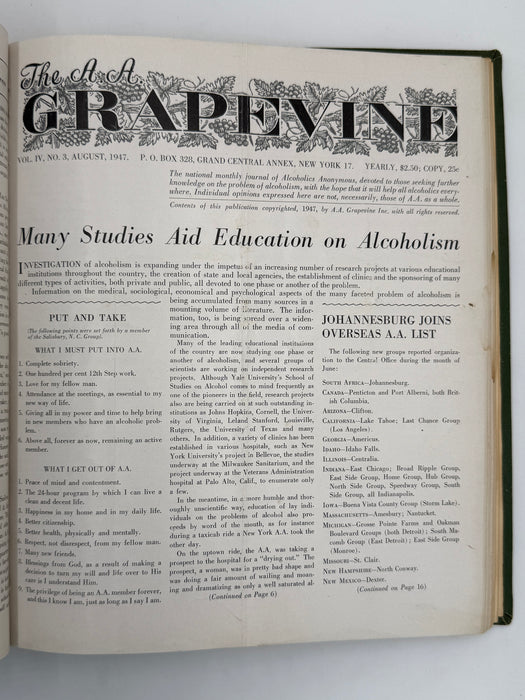 The A.A.
GRAPEVINE
VOL. IV, NO. 3, AUGUST, 1947. P. O. BOX 328, GRAND CENTRAL ANNEX, NEW YORK 17. YEARLY, $2.50; COPY, 25c
The national monthly journal of Alcoholics Anonymous, devoted to those seeking further
knowledge on the problem of alcoholism, with the hope that it will help all alcoholics every-
where. Individual opinions expressed here are not, necessarily, those of A.A. as a whole.
Contents of this publication copyrighted, 1947, by A.A. Grapevine Inc. with all rights reserved.
Many Studies Aid Education on Alcoholism
INVESTIGATION of alcoholism is expanding under the impetus of an increasing number of research projects at various educational
institutions throughout the country, the creation of state and local agencies, the establishment of clinics and the sponsoring of many
different types of activities, both private and public, all devoted to one phase or another of the problem.
Information on the medical, sociological, economical and psychological aspects of the many faceted problem of alcoholism is
PUT AND TAKE
(The following points were set forth by a member
of the Salisbury, N. C. Group).
WHAT I MUST PUT INTO A.A.
1. Complete sobriety.
2. One hundred per cent 12th Step work.
3. Love for my fellow man.
4. Attendance at the meetings, as essential to my
new way of life.
5. Giving all in my power and time to help bring
in new members who have an alcoholic prob-
lem.
6. Above all, forever as now, remaining an active
member.
WHAT I GET OUT OF A.A.
1. Peace of mind and contentment.
2. The 24-hour program by which I can live a
clean and decent life.
3. Happiness in my home and in my daily life.
4. Better citizenship.
5. Better health, physically and mentally.
6. Respect, not disrespect, from my fellow man.
7. Many new friends.
8. Blessings from God, as a result of making a
decision to turn my will and life over to His
care is I understand Him.
9. The privilege of being an A.A. member forever,
and this I know I am, just as long as I say I am.
being accumulated from many sources in a
mounting volume of literature. The infor-
mation, too, is being spread over a widen-
ing area through all of the media of com-
munication.
Many of the leading educational institutions
of the country are now studying one phase or
another of alcoholism, and several groups of
scientists are working on independent research
projects. Although Yale University's School of
Studies on Alcohol comes to mind frequently as
one of the pioneers in the field, research projects
also are being carried on at such outstanding in-
stitutions as Johns Hopkins, Cornell, the Univer-
sity of Virginia, Leland Stanford, Louisville,
Rutgers, the University of Texas and many
others. In addition, a variety of clinics has been
established in various hospitals, such as New
York University's project in Bellevue, the studies
underway at the Milwaukee Sanitarium, and the
project underway at the Veterans Administration
hospital at Palo Alto, Calif., to enumerate only
a few.
In the meantime, in a more humble and thor-
oughly unscientific way, education of lay indi-
viduals on the problems of alcohol also pro-
ceeds by word of the mouth, as for instance
during a taxicab ride a New York A.A. took the
other day.
On the uptown ride, the A.A. was taking a
prospect to the hospital for a "drying out." The
prospect, a woman, was in pretty bad shape and
was doing a fair amount of wailing and moan-
ing and dramatizing as only a well saturated al-
(Continued on Page 6)
JOHANNESBURG JOINS
OVERSEAS A.A. LIST
The following new groups reported organiza-
tion to the Central Office during the month of
June:
SOUTH AFRICA—Johannesburg.
CANADA—Penticton and Port Alberni, both Brit-
ish Columbia.
ARIZONA—Clifton.
CALIFORNIA—Lake Tahoe; Last Chance Group
(Los Angeles).
GEORGIA—Americus.
IDAHO—Idaho Falls.
ILLINOIS—Centralia.
INDIANA—East Chicago; Broad Ripple Group,
East Side Group, Home Group, Hub Group,
North Side Group, Speedway Group, South
Side Group, all Indianapolis.
IOWA—Buena Vista County Group (Storm Lake).
MASSACHUSETTS—Amesbury; Nantucket.
MICHIGAN—Grosse Pointe Farms and Oakman
Boulevard Groups (both Detroit); South Ma-
comb Group (East Detroit); East Side Group
(Monroe).
MISSOURI—St. Clair.
NEW HAMPSHIRE—North Conway.
NEW MEXICO—Dexter.
(Continued on Page 16)